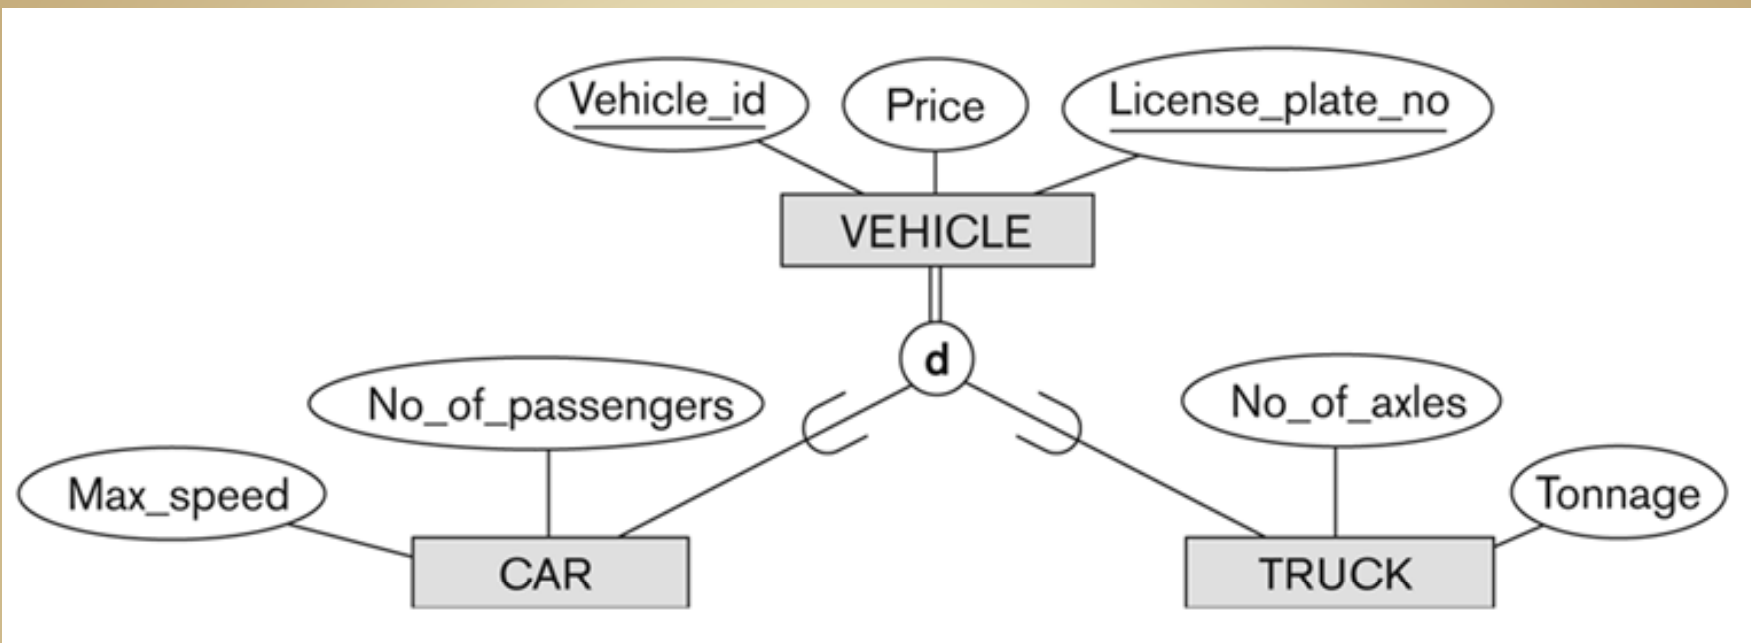 Vehicle_id
Price
License_plate_no
VEHICLE
d
No_of_passengers
No_of_axles
Max_speed
Tonnage
CAR
TRUCK